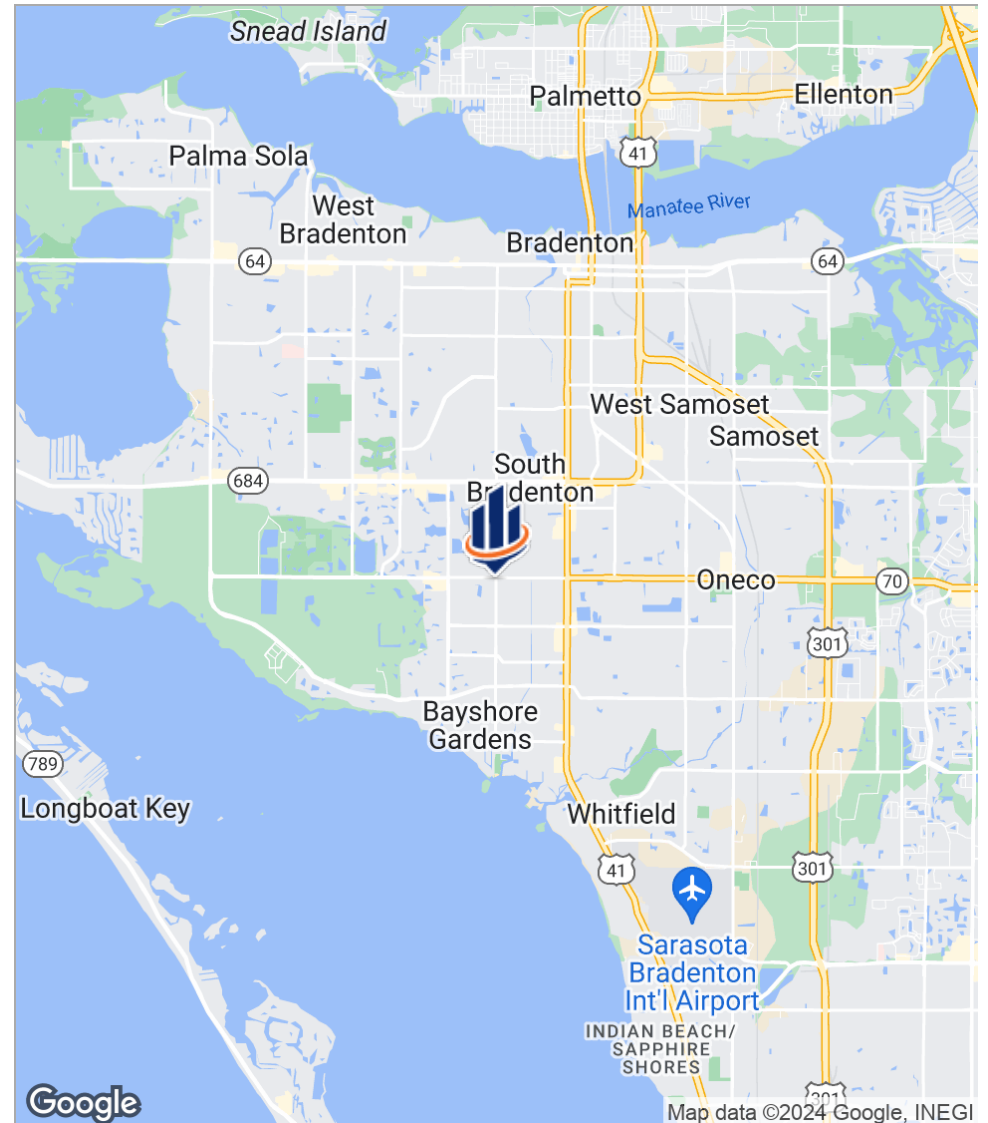 Snead Island
Palmetto
Ellenton
41
Palma Sola
West
Bradenton
Manatee River
Bradenton
64
64
West Samoset
Samoset
South
Bradenton
684
Oneco
70
301
Bayshore
Gardens
789
Longboat Key
Whitfield
41
301
Sarasota
Bradenton
Int'l Airport
INDIAN BEACH/
SAPPHIRE
SHORES
301
Google
Map data ©2024 Google, INEGI